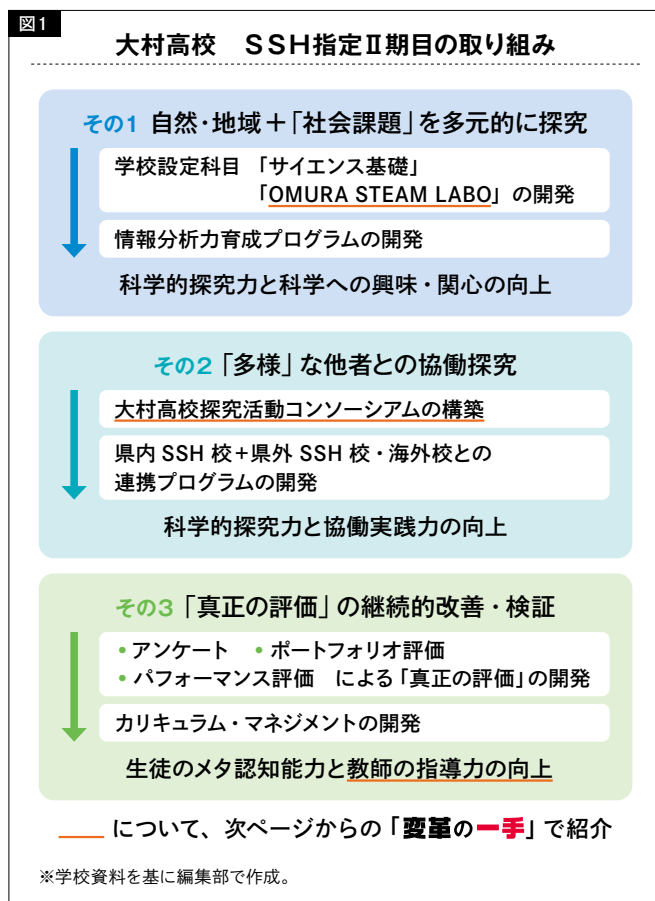 図1
大村高校 SSH指定Ⅱ期目の取り組み
その1 自然・地域＋「社会課題」を多元的に探究
学校設定科目 「サイエンス基礎」
「OMURA STEAM LABO」の開発
情報分析力育成プログラムの開発
科学的探究力と科学への興味・関心の向上
その2「多様」な他者との協働探究
大村高校探究活動コンソーシアムの構築
県内 SSH 校＋県外 SSH 校・海外校との
連携プログラムの開発
科学的探究力と協働実践力の向上
その3「真正の評価」の継続的改善・検証
・アンケート ・ポートフォリオ評価
・パフォーマンス評価 による「真正の評価」の開発
カリキュラム・マネジメントの開発
生徒のメタ認知能力と教師の指導力の向上
について、次ページからの「変革の一手」で紹介
※学校資料を基に編集部で作成。